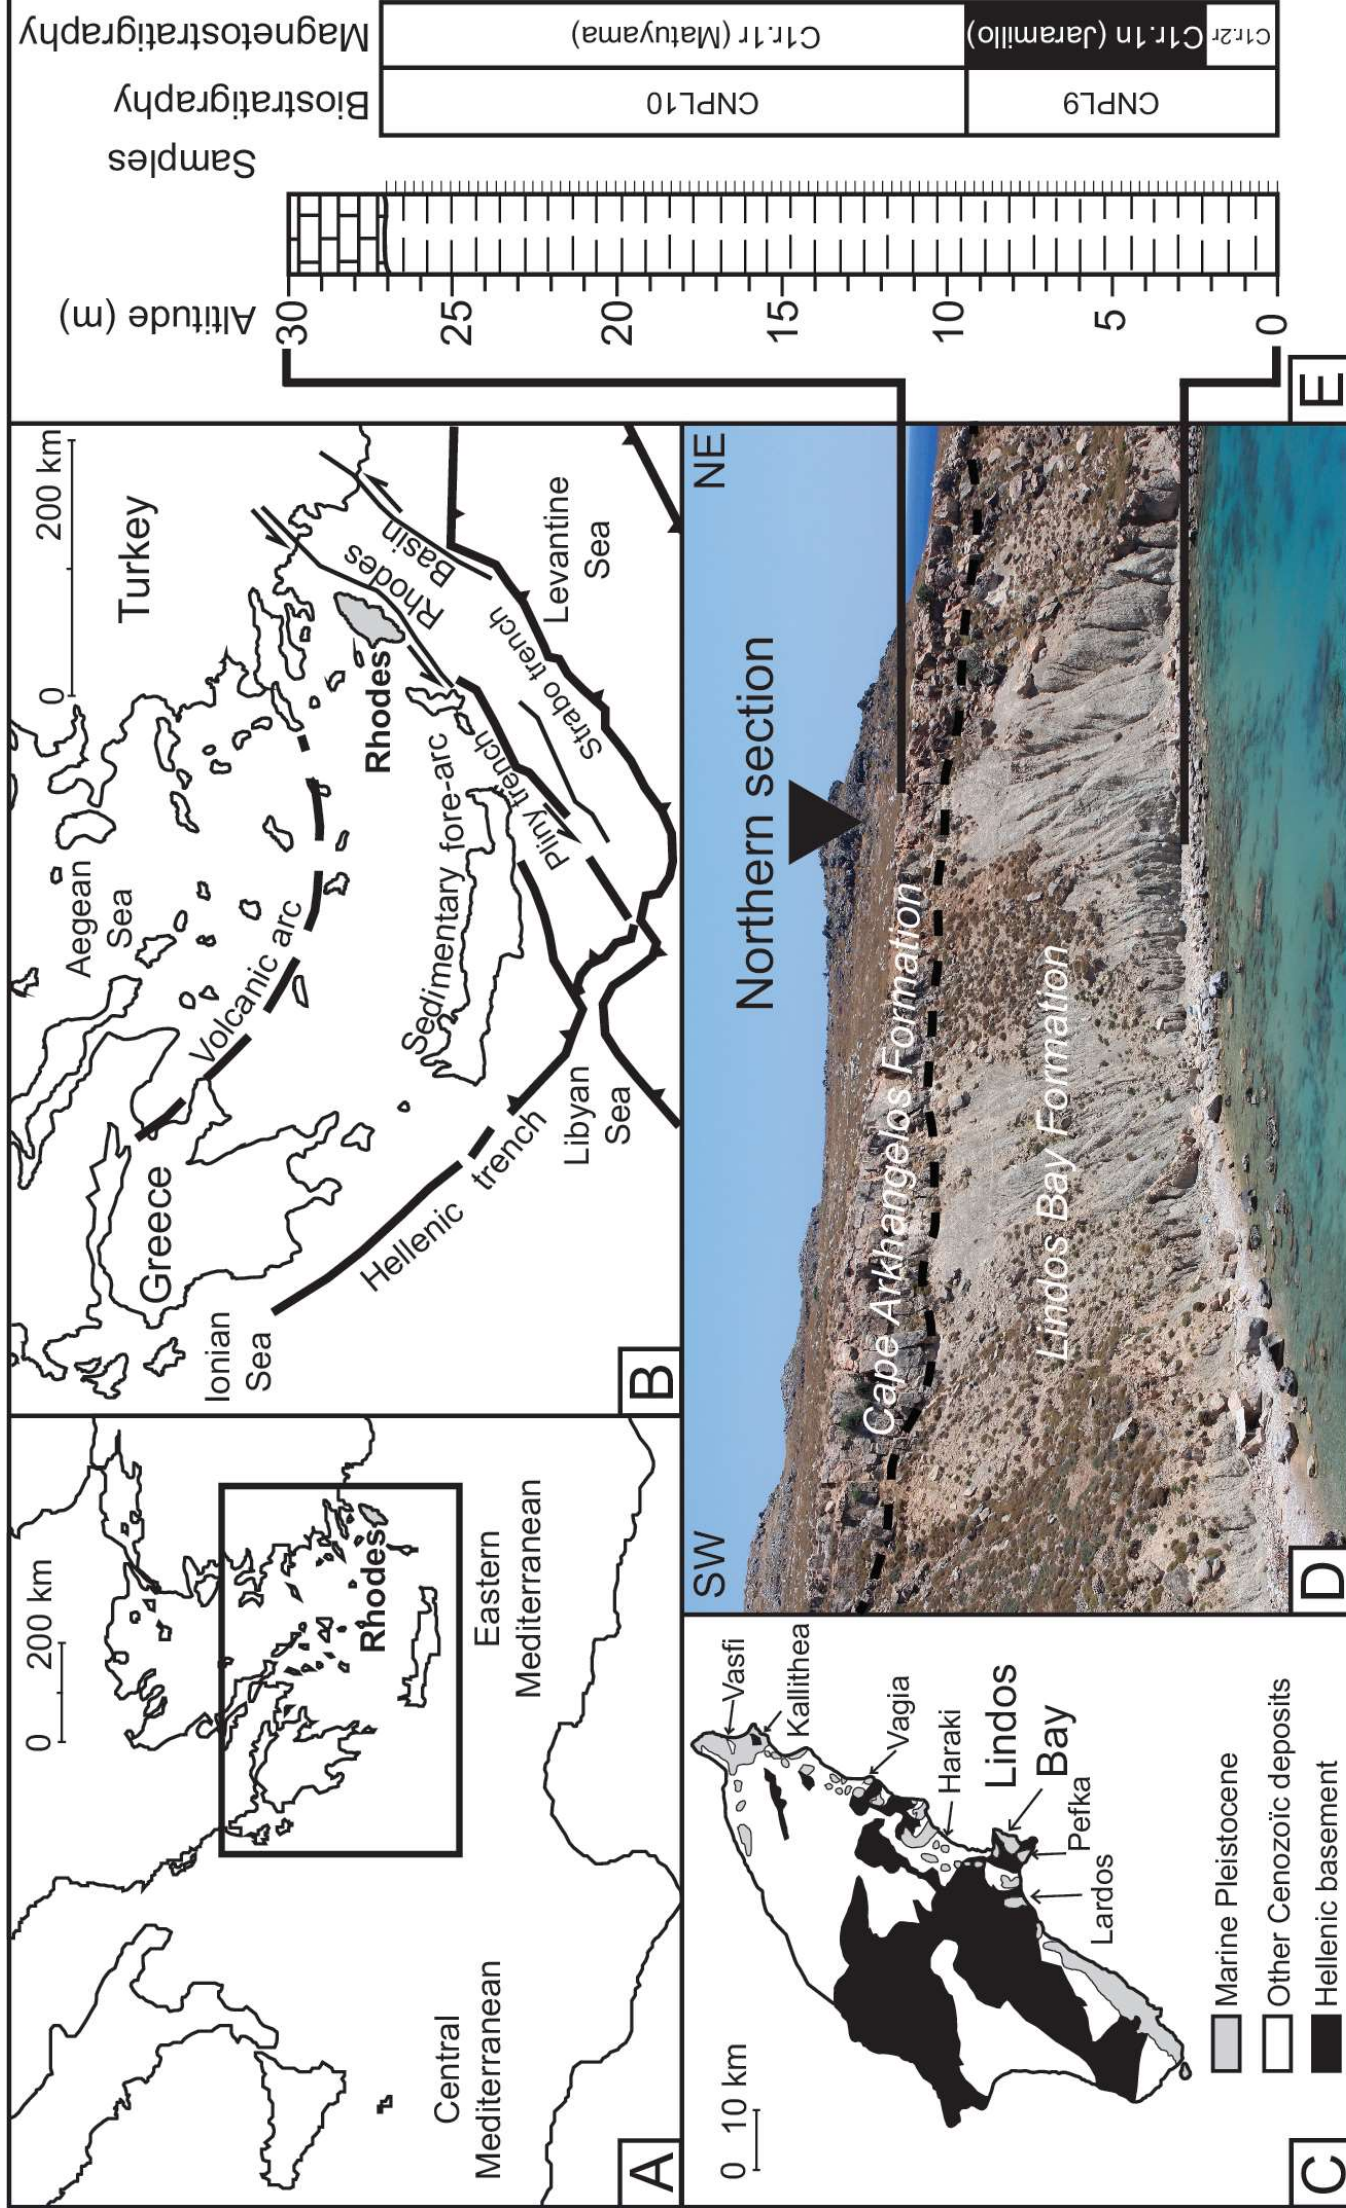 A
0 200 km
Rhodes
Eastern
Mediterranean
Central
Mediterranean
B
0 200 km
Turkey
Greece
Aegean
Sea
Ionian
Sea
Volcanic arc
Rhodes
Rhodes
Basin
Sedimentary fore-arc
Pliny trench
Strabo trench
Levantine
Sea
Hellenic trench
Libyan
Sea
C
0 10 km
Vasfi
Kallithea
Vagia
Haraki
Lindos
Bay
Pefka
Lardos
Marine Pleistocene
Other Cenozoïc deposits
Hellenic basement
D
SW
NE
Northern section
Cape Arkhangelos Formation
Lindos Bay Formation
E
Altitude (m)
30
25
20
15
10
5
0
Samples
Biostratigraphy
CNPL10
CNPL9
Magnetostratigraphy
C1r.1r (Matuyama)
C1r.1n (Jaramillo)
C1r.2r